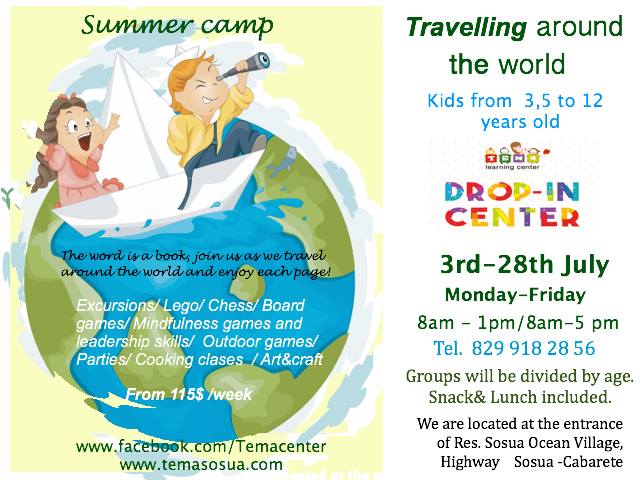 Summer camp
The word is a book, join us as we travel
around the world and enjoy each page!
Excursions/ Lego/ Chess/ Board
games/ Mindfulness games and
leadership skills/ Outdoor games/
Parties/ Cooking clases / Art&craft
From 115$ /week
www.facebook.com/Temacenter
www.temasosua.com
Travelling around
the world
Kids from 3,5 to 12
years old
learning center
DROP-IN
CENTER
3rd-28th July
Monday-Friday
8am - 1pm/8am-5 pm
Tel. 829 918 28 56
Groups will be divided by age.
Snack& Lunch included.
We are located at the entrance
of Res. Sosua Ocean Village,
Highway Sosua -Cabarete